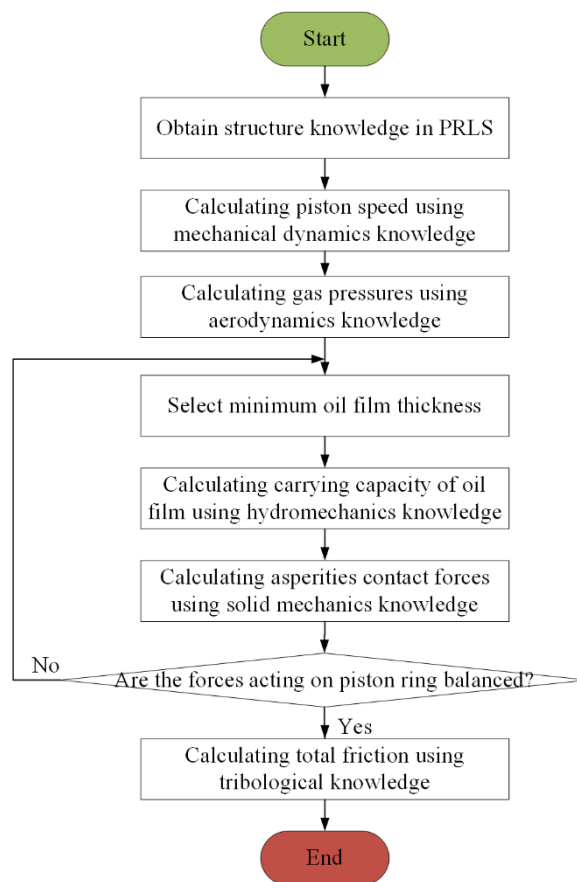 Start
Obtain structure knowledge in PRLS
Calculating piston speed using
mechanical dynamics knowledge
Calculating gas pressures using
aerodynamics knowledge
Select minimum oil film thickness
Calculating carrying capacity of oil
film using hydromechanics knowledge
Calculating asperities contact forces
using solid mechanics knowledge
No
Are the forces acting on piston ring balanced?
Yes
Calculating total friction using
tribological knowledge
End